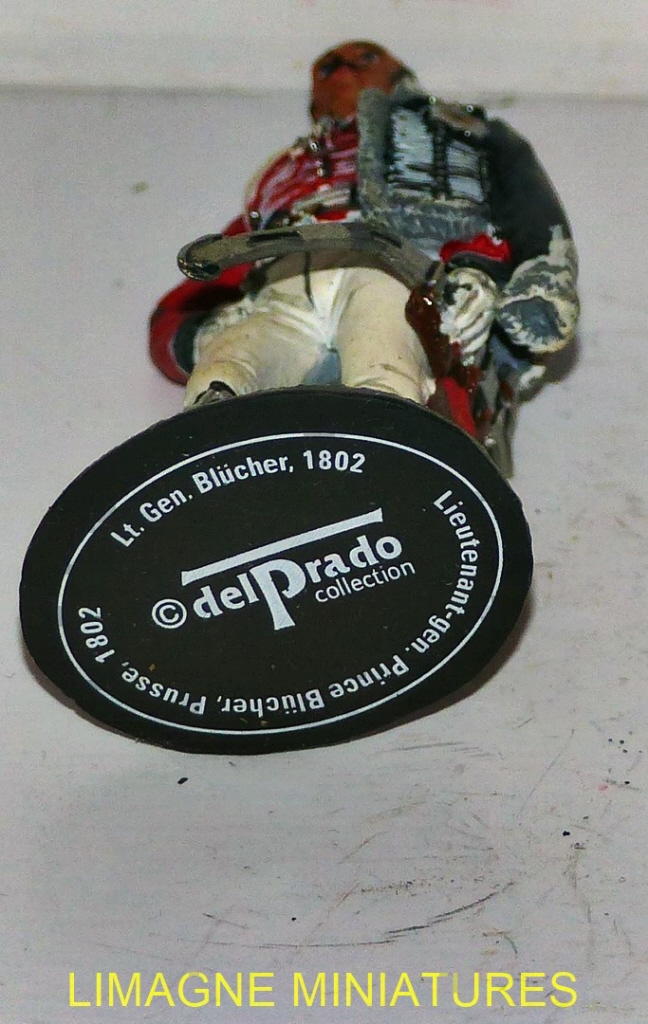 Lt. Gen. Blücher, 1802
© delPrado
collection
Lieutenant-gen. Prince Blücher, Prusse, 1802
LIMAGNE MINIATURES